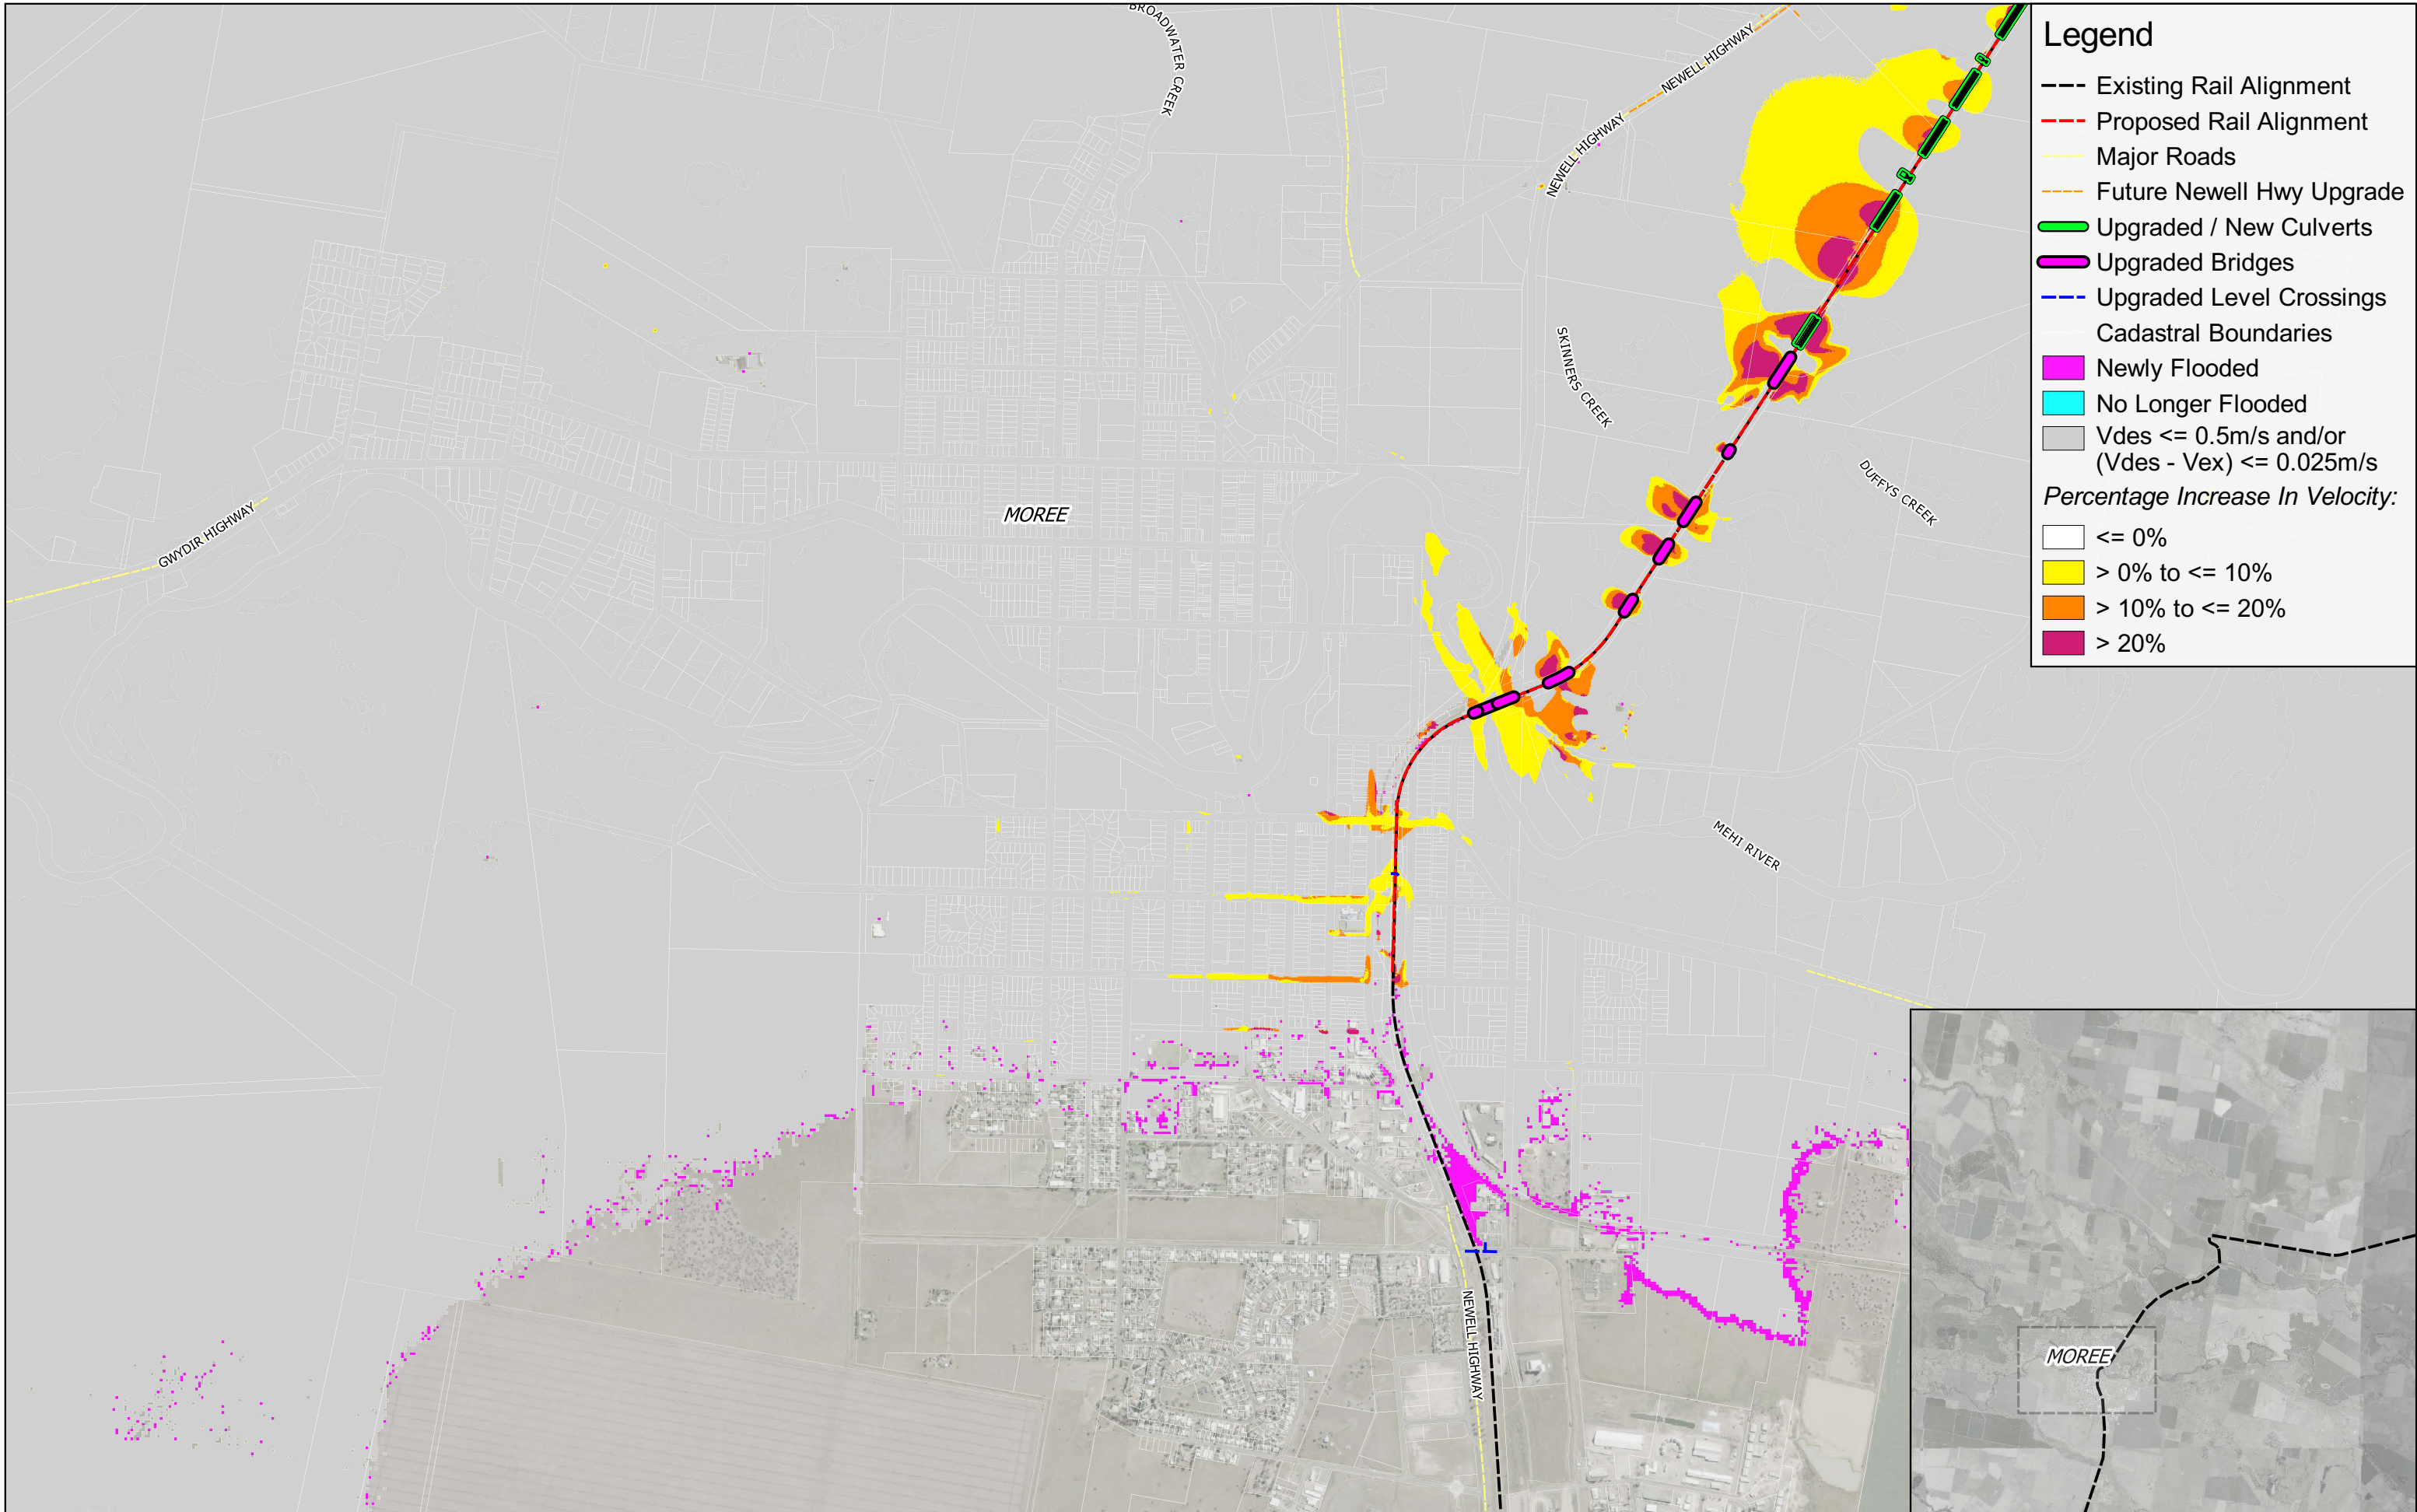 BROADWATER CREEK
NEWELL HIGHWAY
NEWELL HIGHWAY
SKINNERS CREEK
DUFFYS CREEK
GWYDIR HIGHWAY
MOREE
MEHI RIVER
NEWELL HIGHWAY
Legend
Existing Rail Alignment
Proposed Rail Alignment
Major Roads
Future Newell Hwy Upgrade
Upgraded / New Culverts
Upgraded Bridges
Upgraded Level Crossings
Cadastral Boundaries
Newly Flooded
No Longer Flooded
Vdes <= 0.5m/s and/or
(Vdes - Vex) <= 0.025m/s
Percentage Increase In Velocity:
<= 0%
> 0% to <= 10%
> 10% to <= 20%
> 20%
MOREE